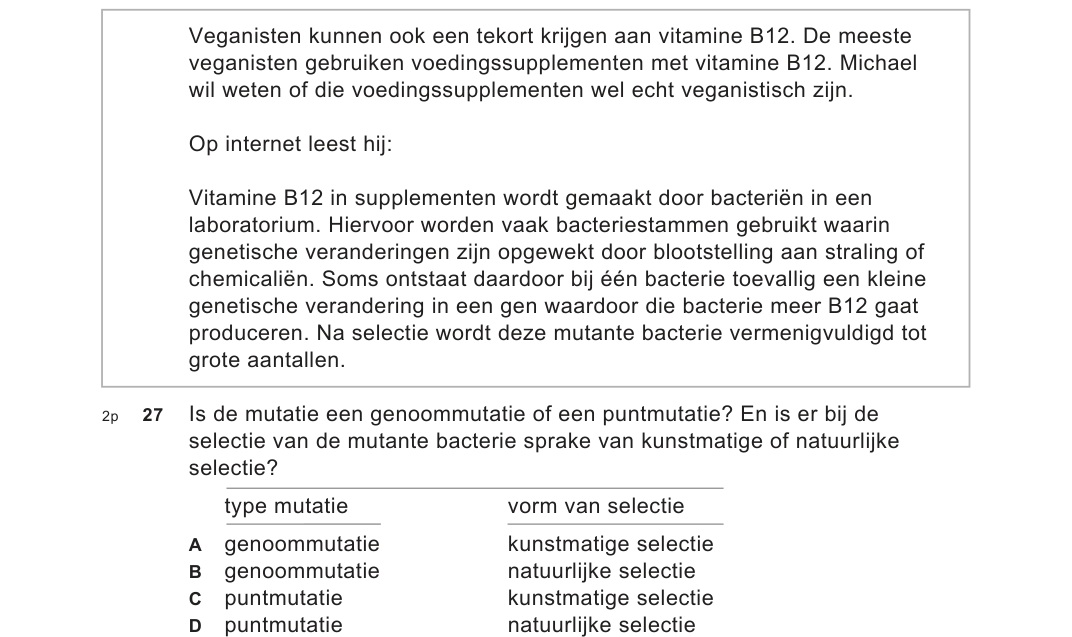 Veganisten kunnen ook een tekort krijgen aan vitamine B12. De meeste
veganisten gebruiken voedingssupplementen met vitamine B12. Michael
wil weten of die voedingssupplementen wel echt veganistisch zijn.
Op internet leest hij:
Vitamine B12 in supplementen wordt gemaakt door bacteriën in een
laboratorium. Hiervoor worden vaak bacteriestammen gebruikt waarin
genetische veranderingen zijn opgewekt door blootstelling aan straling of
chemicaliën. Soms ontstaat daardoor bij één bacterie toevallig een kleine
genetische verandering in een gen waardoor die bacterie meer B12 gaat
produceren. Na selectie wordt deze mutante bacterie vermenigvuldigd tot
grote aantallen.
2p 27 Is de mutatie een genoommutatie of een puntmutatie? En is er bij de
selectie van de mutante bacterie sprake van kunstmatige of natuurlijke
selectie?
type mutatie vorm van selectie
A genoommutatie kunstmatige selectie
B genoommutatie natuurlijke selectie
C puntmutatie kunstmatige selectie
D puntmutatie natuurlijke selectie